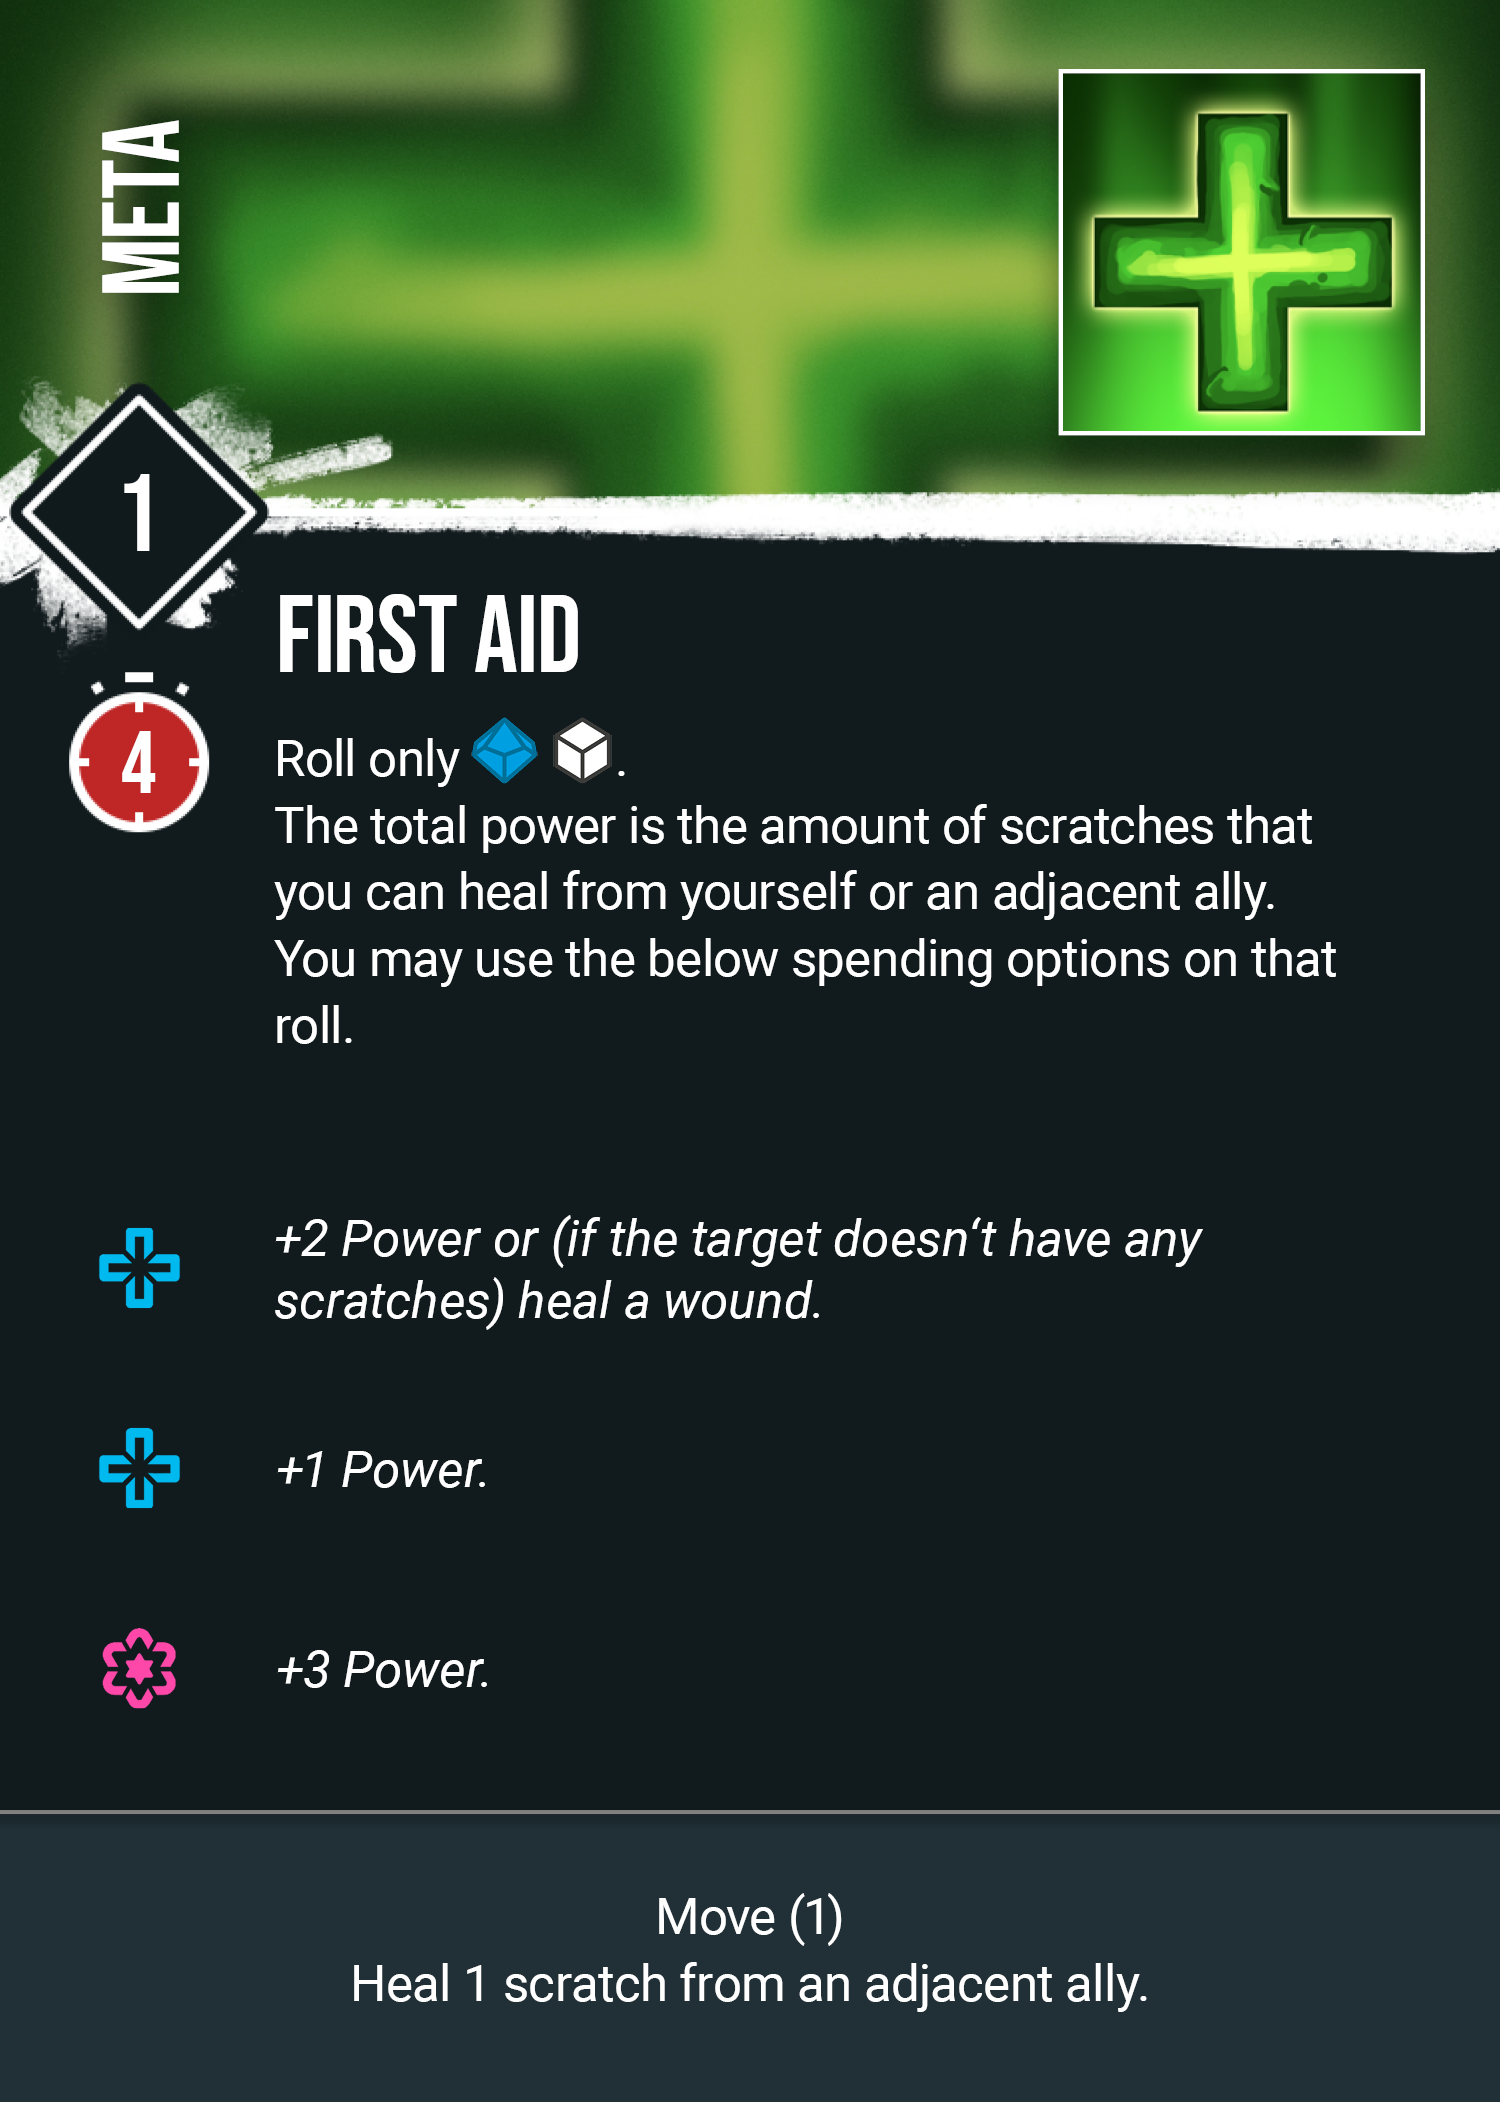 META
1
FIRST AID
4
Roll only .
The total power is the amount of scratches that
you can heal from yourself or an adjacent ally.
You may use the below spending options on that
roll.
+2 Power or (if the target doesn‘t have any
scratches) heal a wound.
+1 Power.
+3 Power.
Move (1)
Heal 1 scratch from an adjacent ally.